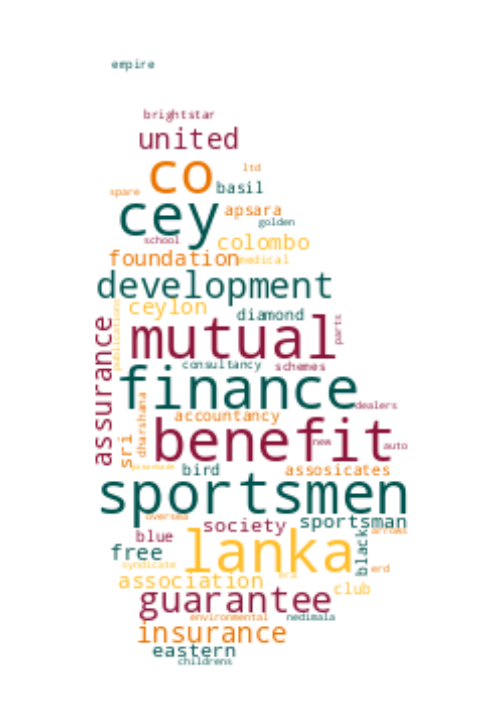 empire
brightstar
united
co
ltd
spare
basil
cey
apsara
golden
school
colombo
foundation
medical
development
publications
ceylon
diamond
assurance
mutual
parts
consultancy
schemes
finance
dealers
dharshana
accountancy
sri
benefit
new
auto
bird
assosicates
sportsmen
oversea
society
sportsman
blue
arrows
free
lanka
black
syndicate
erd
association
club
guarantee
environmental
nedimala
insurance
eastern
childrens